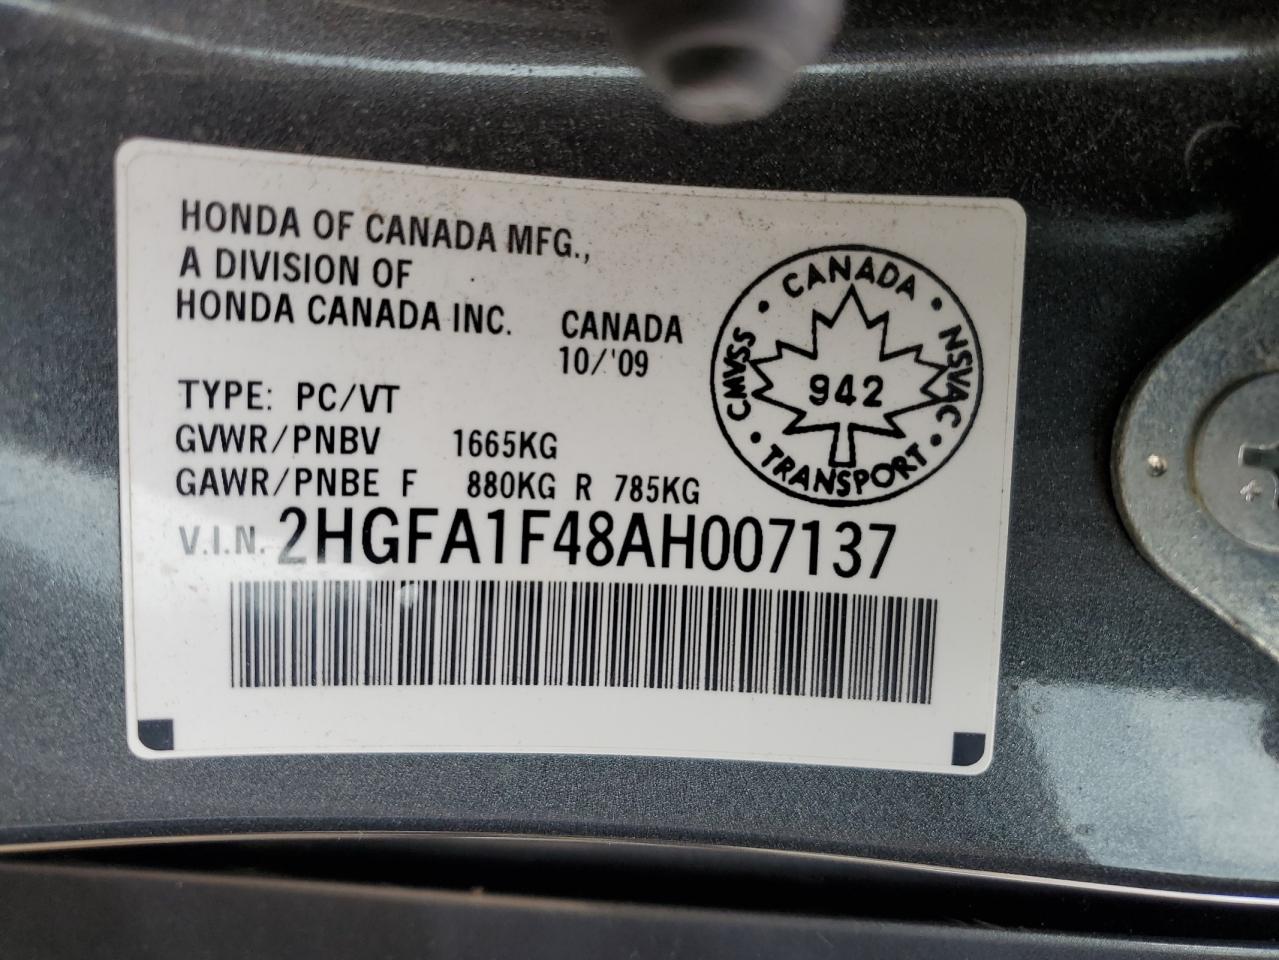 HONDA OF CANADA MFG.,
A DIVISION OF
HONDA CANADA INC.
CANADA
10/'09
TYPE: PC/VT
GVWR/PNBV 1665KG
GAWR/PNBE F 880KG R 785KG
V.I.N. 2HGFA1F48AH007137
CANADA
CMVSS
942
NSVAC
TRANSPORT